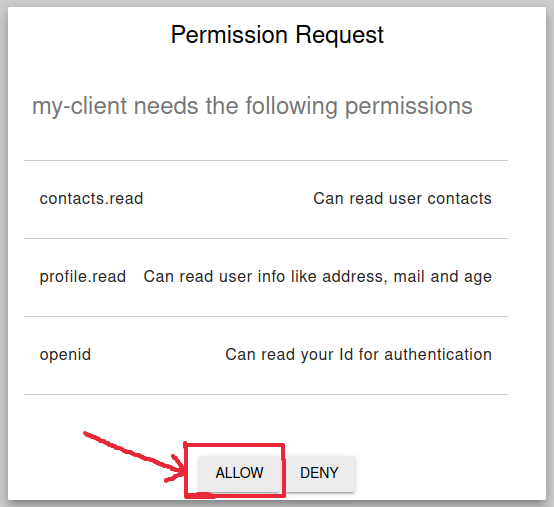 Permission Request
my-client needs the following permissions
contacts.read Can read user contacts
profile.read Can read user info like address, mail and age
openid Can read your Id for authentication
ALLOW DENY